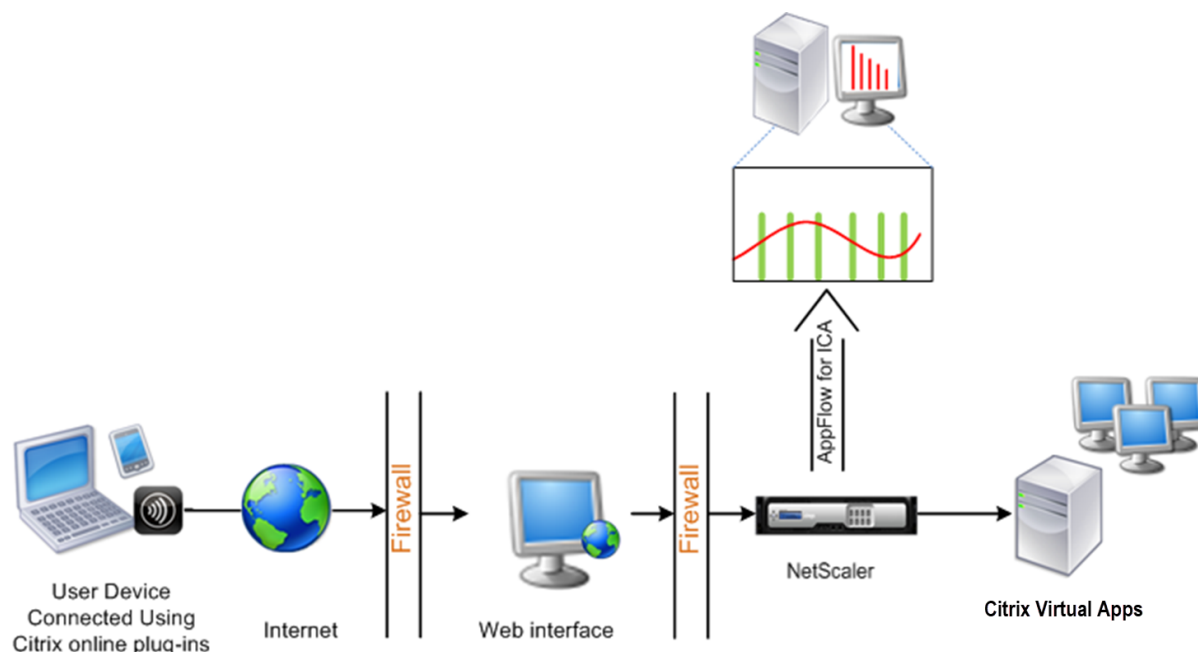 AppFlow for ICA
Firewall
Firewall
User Device
Connected Using
Citrix online plug-ins
Internet
Web interface
NetScaler
Citrix Virtual Apps